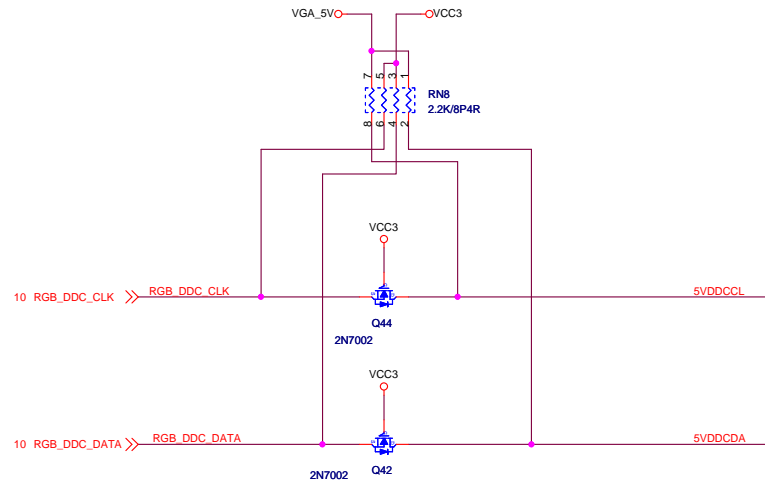 VGA_5V VCC3
7 5 3 1
RN8
2.2K/8P4R
8 6 4 2
VCC3
10 RGB_DDC_CLK RGB_DDC_CLK 5VDDCCL
Q44
2N7002
VCC3
10 RGB_DDC_DATA RGB_DDC_DATA 5VDDCDA
Q42
2N7002